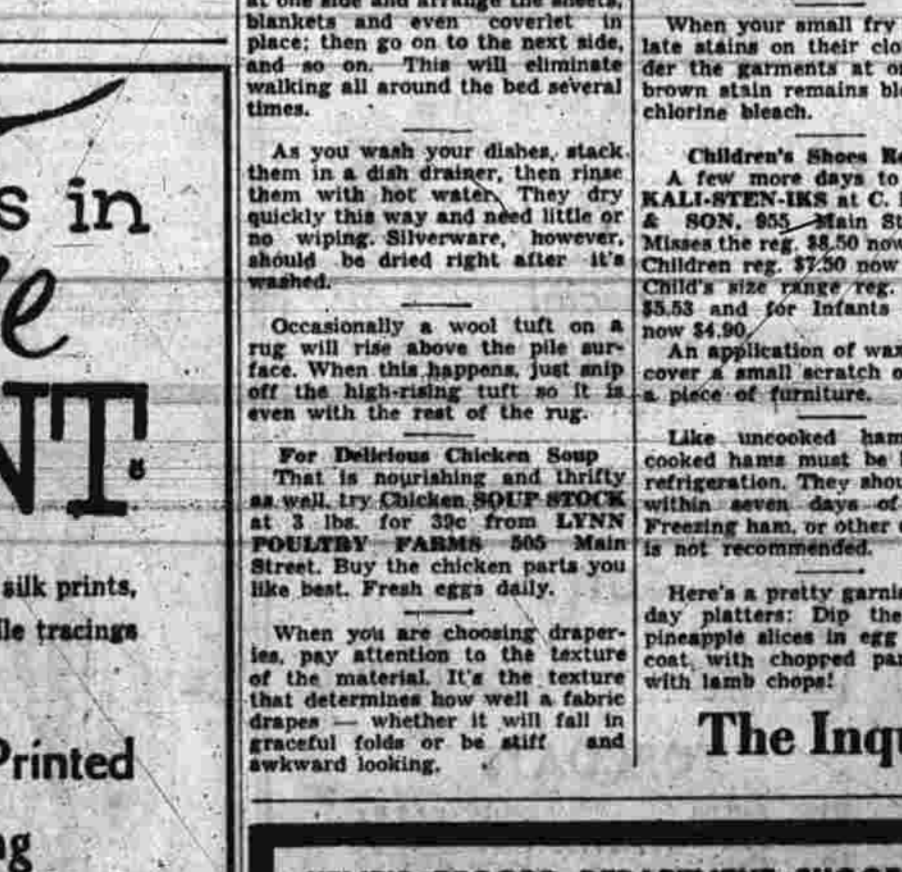 s in
e
NT
silk prints,
tracings
Printed
at one side and arrange the sheets,
blankets and even coverlet in
place; then go on to the next side,
and so on. This will eliminate
walking all around the bed several
times.
As you wash your dishes, stack
them in a dish drainer, then rinse
them with hot water. They dry
quickly this way and need little or
no wiping. Silverware, however,
should be dried right after it's
washed.
Occasionally a wool tuft on a
rug will rise above the pile sur-
face. When this happens, just snip
off the high-rising tuft so it is
even with the rest of the rug.
For Delicious Chicken Soup
That is nourishing and thrifty
as well, try Chicken SOUP STOCK
at 3 lbs. for 39c from LYNN
POULTRY FARMS 505 Main
Street. Buy the chicken parts you
like best. Fresh eggs daily.
When you are choosing draper-
ies, pay attention to the texture
of the material. It's the texture
that determines how well a fabric
drapes — whether it will fall in
graceful folds or be stiff and
awkward looking.
When your small fry
late stains on their clo
der the garments at o
brown stain remains ble
chlorine bleach.
Children's Shoes Re
A few more days to
KALI-STEN-IKS at C.
& SON, 955 Main St
Misses the reg. $8.50 now
Children reg. $7.50 now
Child's size range reg.
$5.53 and for Infants
now $4.90.
An application of wax
cover a small scratch o
a piece of furniture.
Like uncooked ham
cooked hams must be
refrigeration. They shou
within seven days of
Freezing ham, or other
is not recommended.
Here's a pretty garni
day platters: Dip the
pineapple slices in egg
coat with chopped pa
with lamb chops!
The Inqu